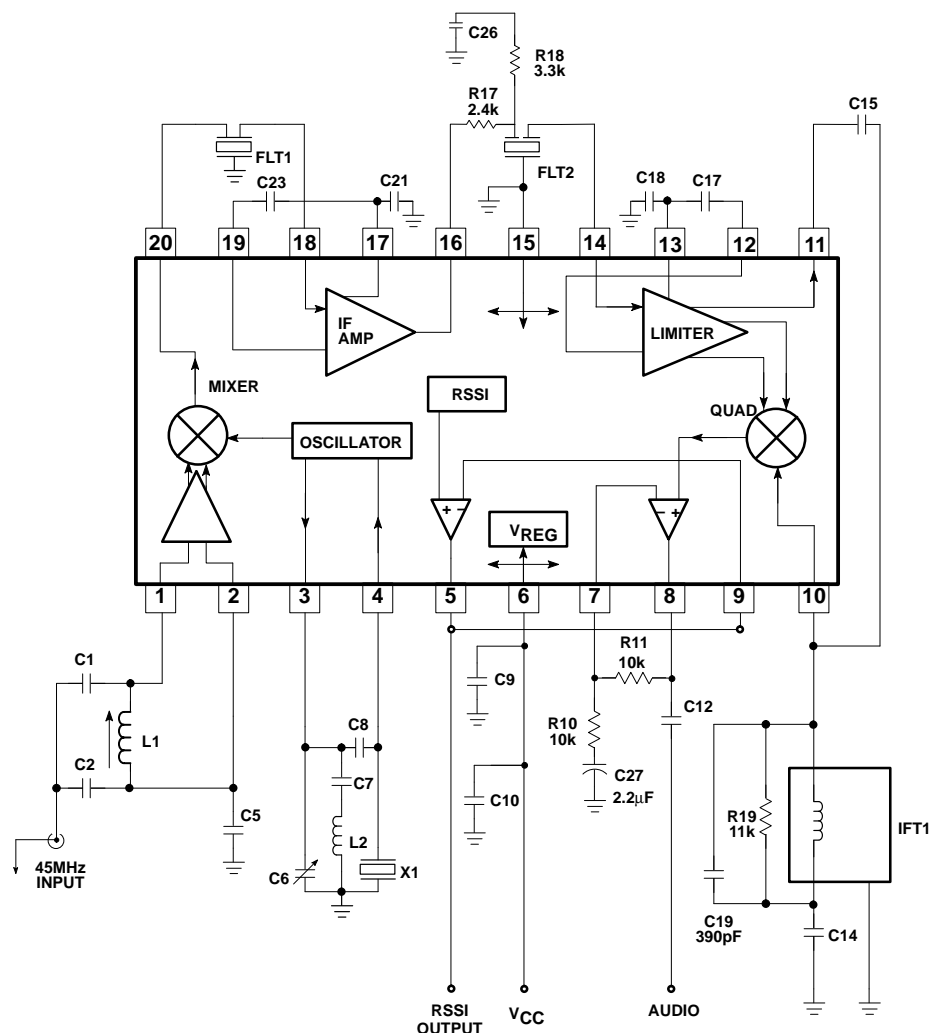 C26
R18
3.3k
R17
2.4k
C15
FLT1
FLT2
C23
C21
C18
C17
20
19
18
17
16
15
14
13
12
11
IF
AMP
LIMITER
MIXER
RSSI
QUAD
OSCILLATOR
+ −
− +
VREG
1
2
3
4
5
6
7
8
9
10
R11
10k
C1
C9
C12
C8
R10
10k
L1
C7
C2
C27
2.2μF
C10
C5
R19
11k
IFT1
L2
45MHz
INPUT
C6
X1
C19
390pF
C14
RSSI
OUTPUT
VCC
AUDIO